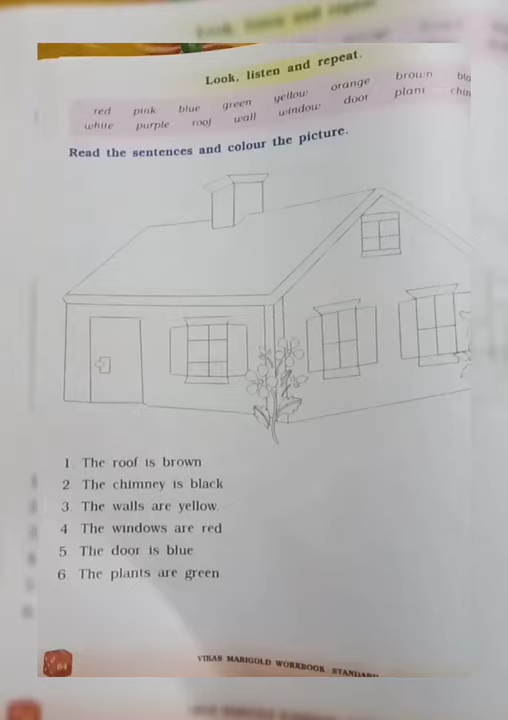 Look, listen and repeat.
red pink blue green yellow orange brown
white purple roof wall window door plant
Read the sentences and colour the picture.
1 The roof is brown
2 The chimney is black
3 The walls are yellow.
4 The windows are red
5 The door is blue
6 The plants are green
64
VIKAS MARIGOLD WORKBOOK - STANDARD